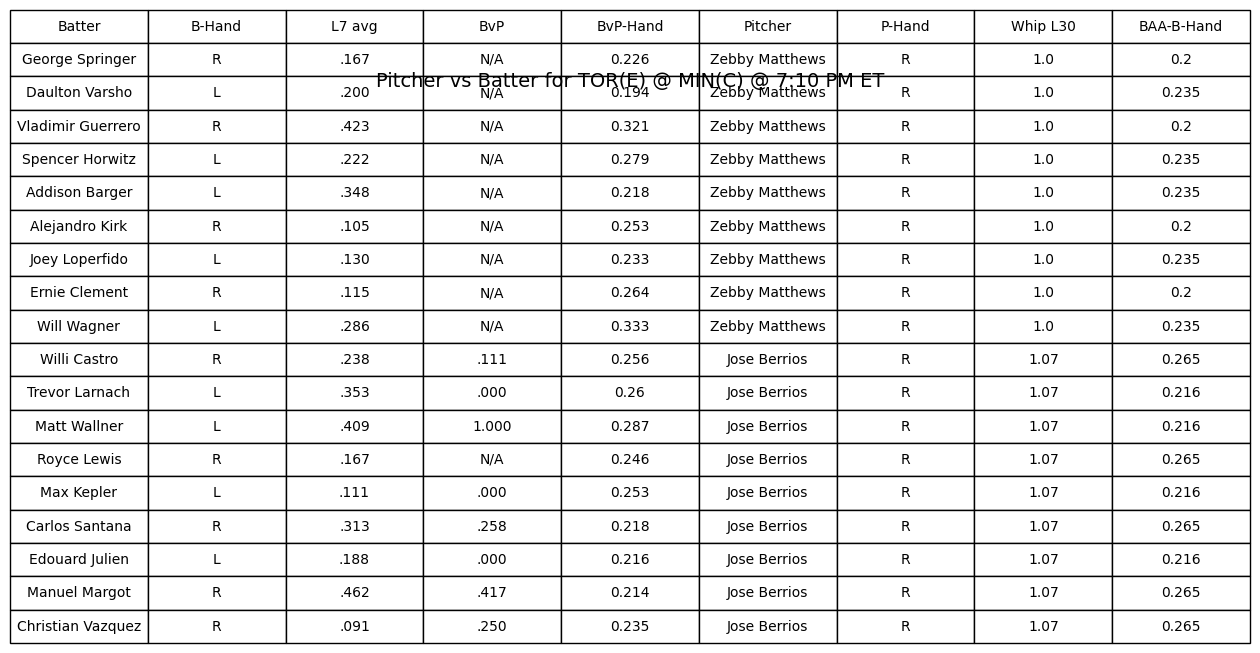 Batter B-Hand L7 avg BvP BvP-Hand Pitcher P-Hand Whip L30 BAA-B-Hand
George Springer R .167 N/A 0.226 Zebby Matthews R 1.0 0.2
Pitcher vs Batter for TOR(E) @ MIN(C) @ 7:10 PM ET
Daulton Varsho L .200 N/A 0.194 Zebby Matthews R 1.0 0.235
Vladimir Guerrero R .423 N/A 0.321 Zebby Matthews R 1.0 0.2
Spencer Horwitz L .222 N/A 0.279 Zebby Matthews R 1.0 0.235
Addison Barger L .348 N/A 0.218 Zebby Matthews R 1.0 0.235
Alejandro Kirk R .105 N/A 0.253 Zebby Matthews R 1.0 0.2
Joey Loperfido L .130 N/A 0.233 Zebby Matthews R 1.0 0.235
Ernie Clement R .115 N/A 0.264 Zebby Matthews R 1.0 0.2
Will Wagner L .286 N/A 0.333 Zebby Matthews R 1.0 0.235
Willi Castro R .238 .111 0.256 Jose Berrios R 1.07 0.265
Trevor Larnach L .353 .000 0.26 Jose Berrios R 1.07 0.216
Matt Wallner L .409 1.000 0.287 Jose Berrios R 1.07 0.216
Royce Lewis R .167 N/A 0.246 Jose Berrios R 1.07 0.265
Max Kepler L .111 .000 0.253 Jose Berrios R 1.07 0.216
Carlos Santana R .313 .258 0.218 Jose Berrios R 1.07 0.265
Edouard Julien L .188 .000 0.216 Jose Berrios R 1.07 0.216
Manuel Margot R .462 .417 0.214 Jose Berrios R 1.07 0.265
Christian Vazquez R .091 .250 0.235 Jose Berrios R 1.07 0.265